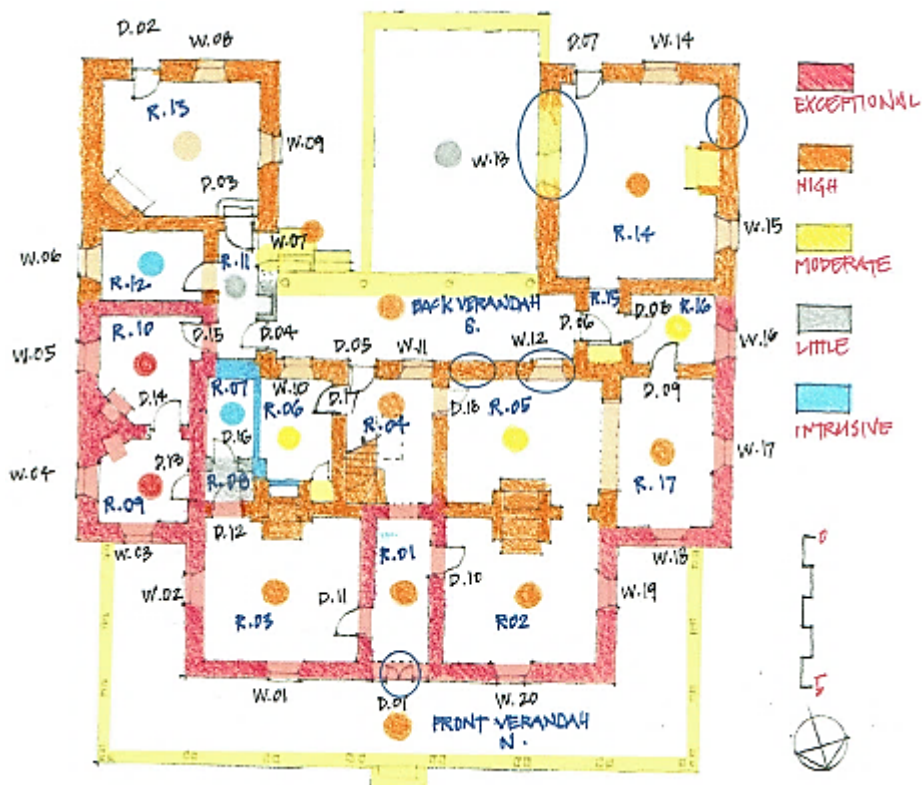 D.02
W.08
D.07
W.14
R.13
W.09
D.03
W.13
EXCEPTIONAL
HIGH
MODERATE
LITTLE
INTRUSIVE
W.06
R.12
R.11
W.07
R.14
W.15
R.15
D.08
R.16
BACK VERANDAH
S.
D.06
W.16
R.10
D.15
D.04
D.05
W.11
W.12
W.05
D.14
R.07
W.10
R.06
D.17
R.04
D.18
R.05
D.09
W.04
D.13
D.16
R.08
R.09
R.17
W.17
W.03
D.12
R.01
W.18
W.02
R.03
D.11
D.10
R02
W.19
W.01
D.01
W.20
FRONT VERANDAH
N.
0
5